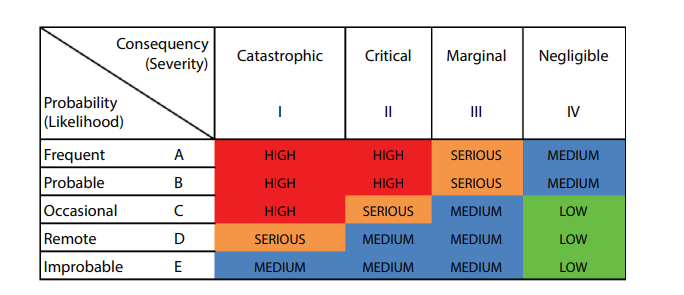 Consequency (Severity) Catastrophic Critical Marginal Negligible
Probability (Likelihood) I II III IV
Frequent A HIGH HIGH SERIOUS MEDIUM
Probable B HIGH HIGH SERIOUS MEDIUM
Occasional C HIGH SERIOUS MEDIUM LOW
Remote D SERIOUS MEDIUM MEDIUM LOW
Improbable E MEDIUM MEDIUM MEDIUM LOW